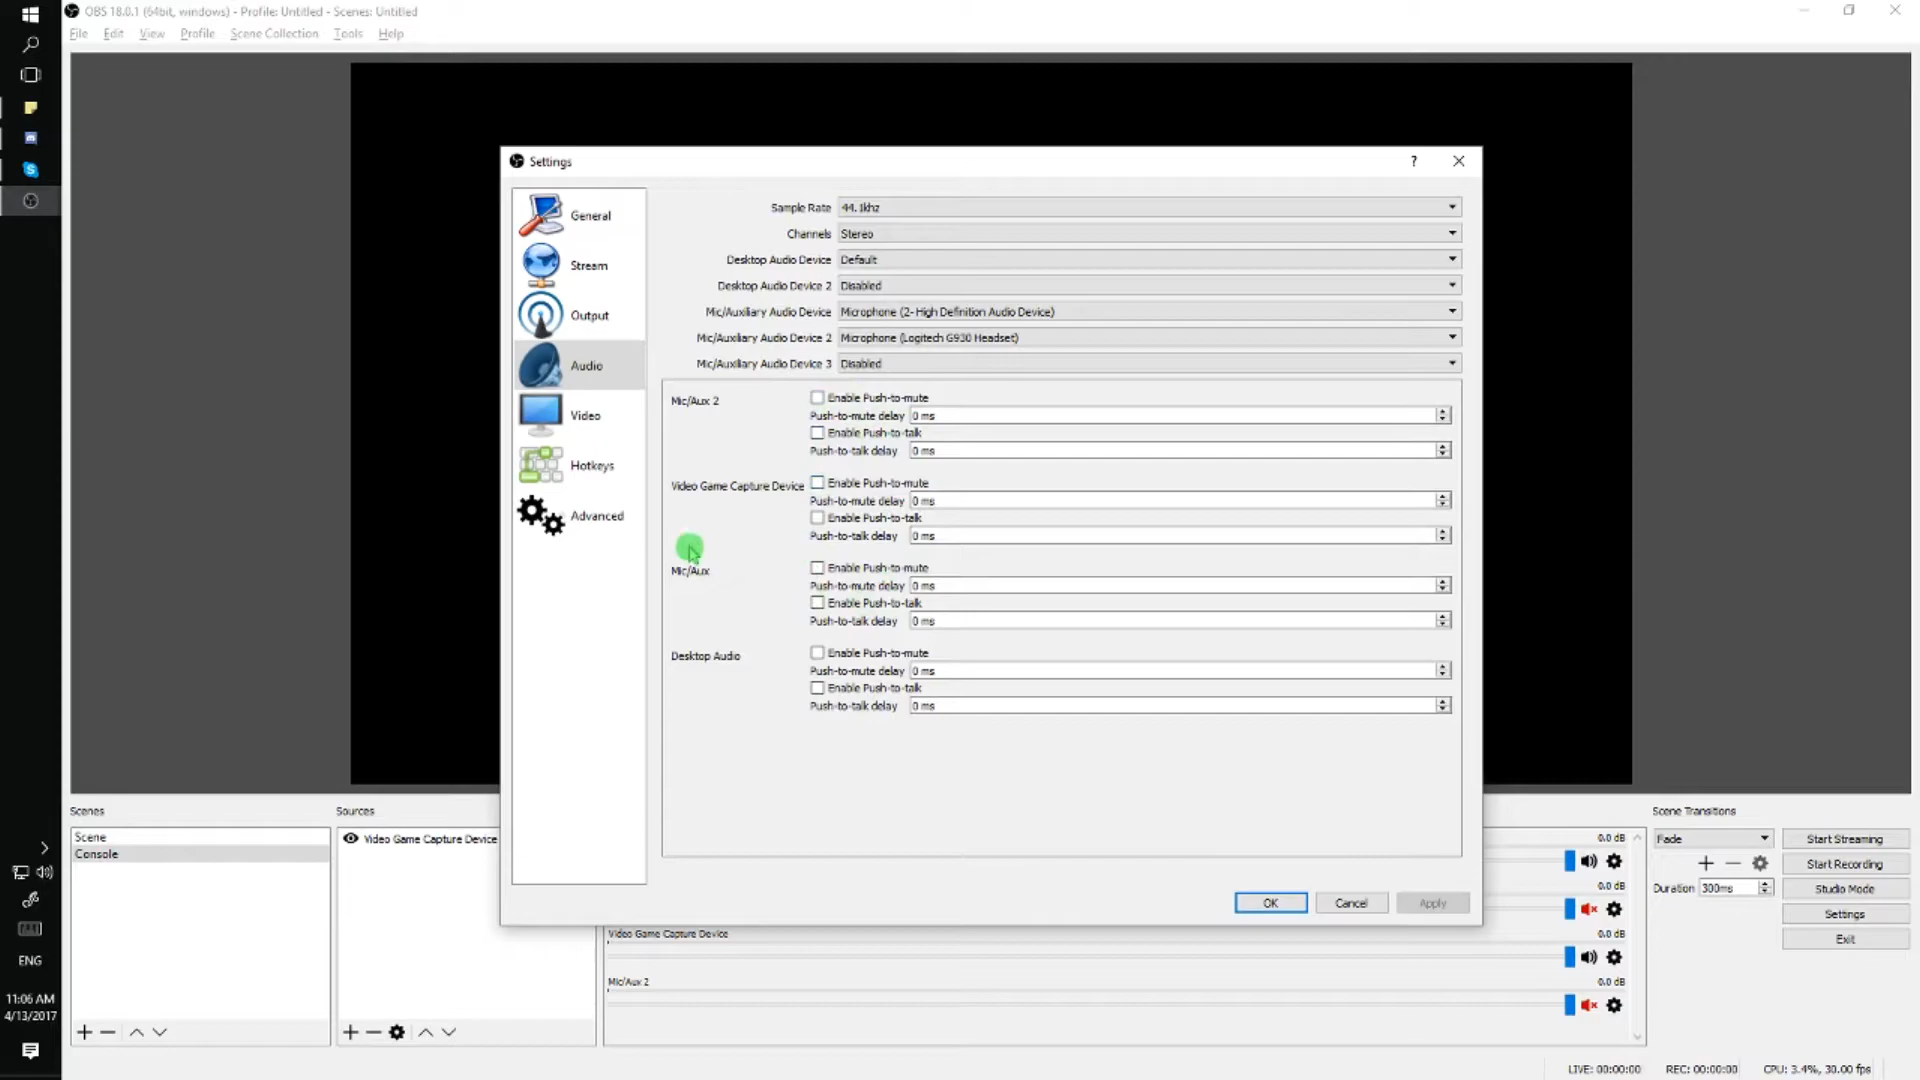 OBS 18.0.1 (64bit, windows) - Profile: Untitled - Scenes: Untitled
File Edit View Profile Scene Collection Tools Help
Settings
?
General
Stream
Output
Audio
Video
Hotkeys
Advanced
Sample Rate 44.1khz
Channels Stereo
Desktop Audio Device Default
Desktop Audio Device 2 Disabled
Mic/Auxiliary Audio Device Microphone (2- High Definition Audio Device)
Mic/Auxiliary Audio Device 2 Microphone (Logitech G930 Headset)
Mic/Auxiliary Audio Device 3 Disabled
Mic/Aux 2 Enable Push-to-mute
Push-to-mute delay 0 ms
Enable Push-to-talk
Push-to-talk delay 0 ms
Video Game Capture Device Enable Push-to-mute
Push-to-mute delay 0 ms
Enable Push-to-talk
Push-to-talk delay 0 ms
Mic/Aux Enable Push-to-mute
Push-to-mute delay 0 ms
Enable Push-to-talk
Push-to-talk delay 0 ms
Desktop Audio Enable Push-to-mute
Push-to-mute delay 0 ms
Enable Push-to-talk
Push-to-talk delay 0 ms
OK Cancel Apply
Scenes
Scene
Console
Sources
Video Game Capture Device
0.0 dB
0.0 dB
Video Game Capture Device 0.0 dB
Mic/Aux 2 0.0 dB
Scene Transitions
Fade
Duration 300ms
Start Streaming
Start Recording
Studio Mode
Settings
Exit
ENG
11:06 AM
4/13/2017
LIVE: 00:00:00 REC: 00:00:00 CPU: 3.4%, 30.00 fps